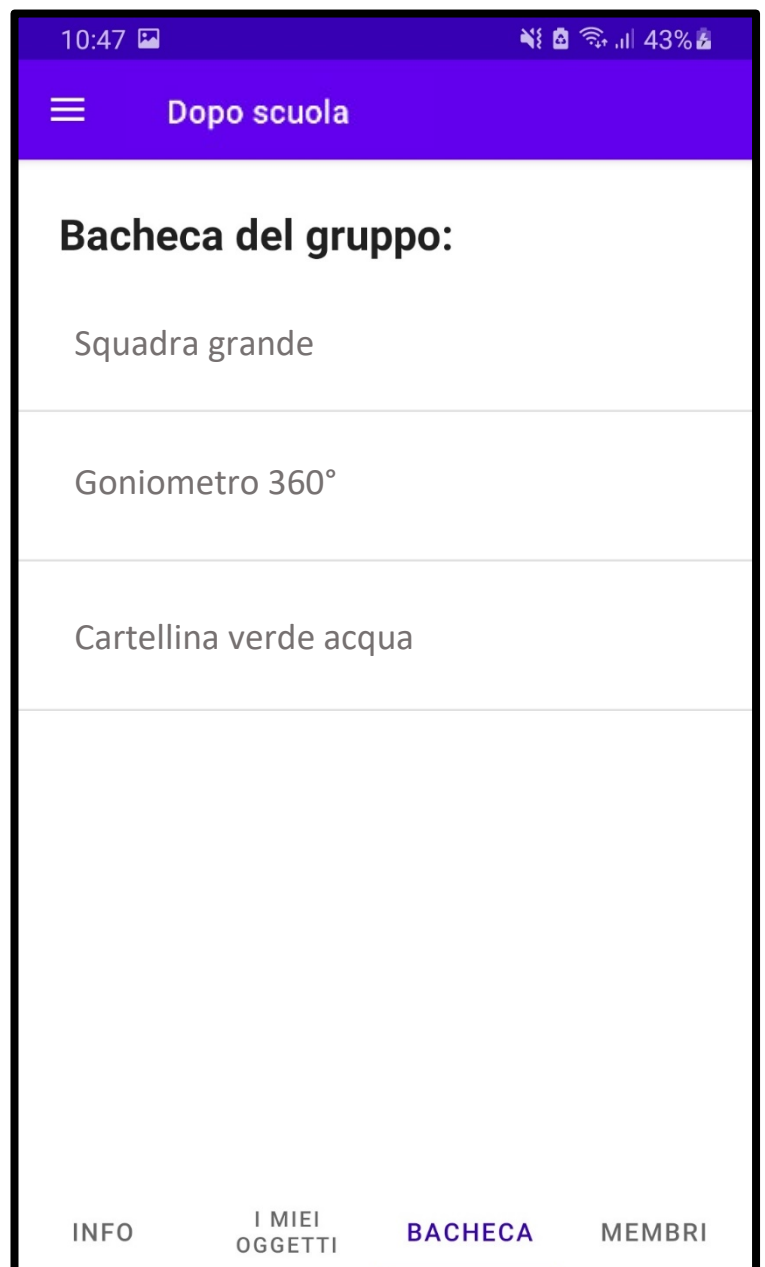 10:47 43%
Dopo scuola
Bacheca del gruppo:
Squadra grande
Goniometro 360°
Cartellina verde acqua
INFO
I MIEI
OGGETTI
BACHECA
MEMBRI